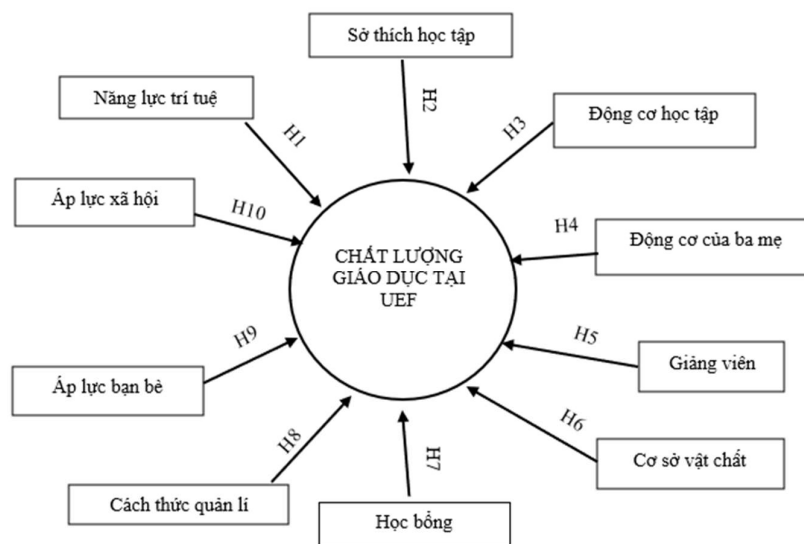 Sở thích học tập
Năng lực trí tuệ
H1
H2
H3
Động cơ học tập
Áp lực xã hội
H10
CHẤT LƯỢNG
GIÁO DỤC TẠI
UEF
H4
Động cơ của ba mẹ
H9
Áp lực bạn bè
H5
Giảng viên
H8
H7
H6
Cơ sở vật chất
Cách thức quản lí
Học bổng